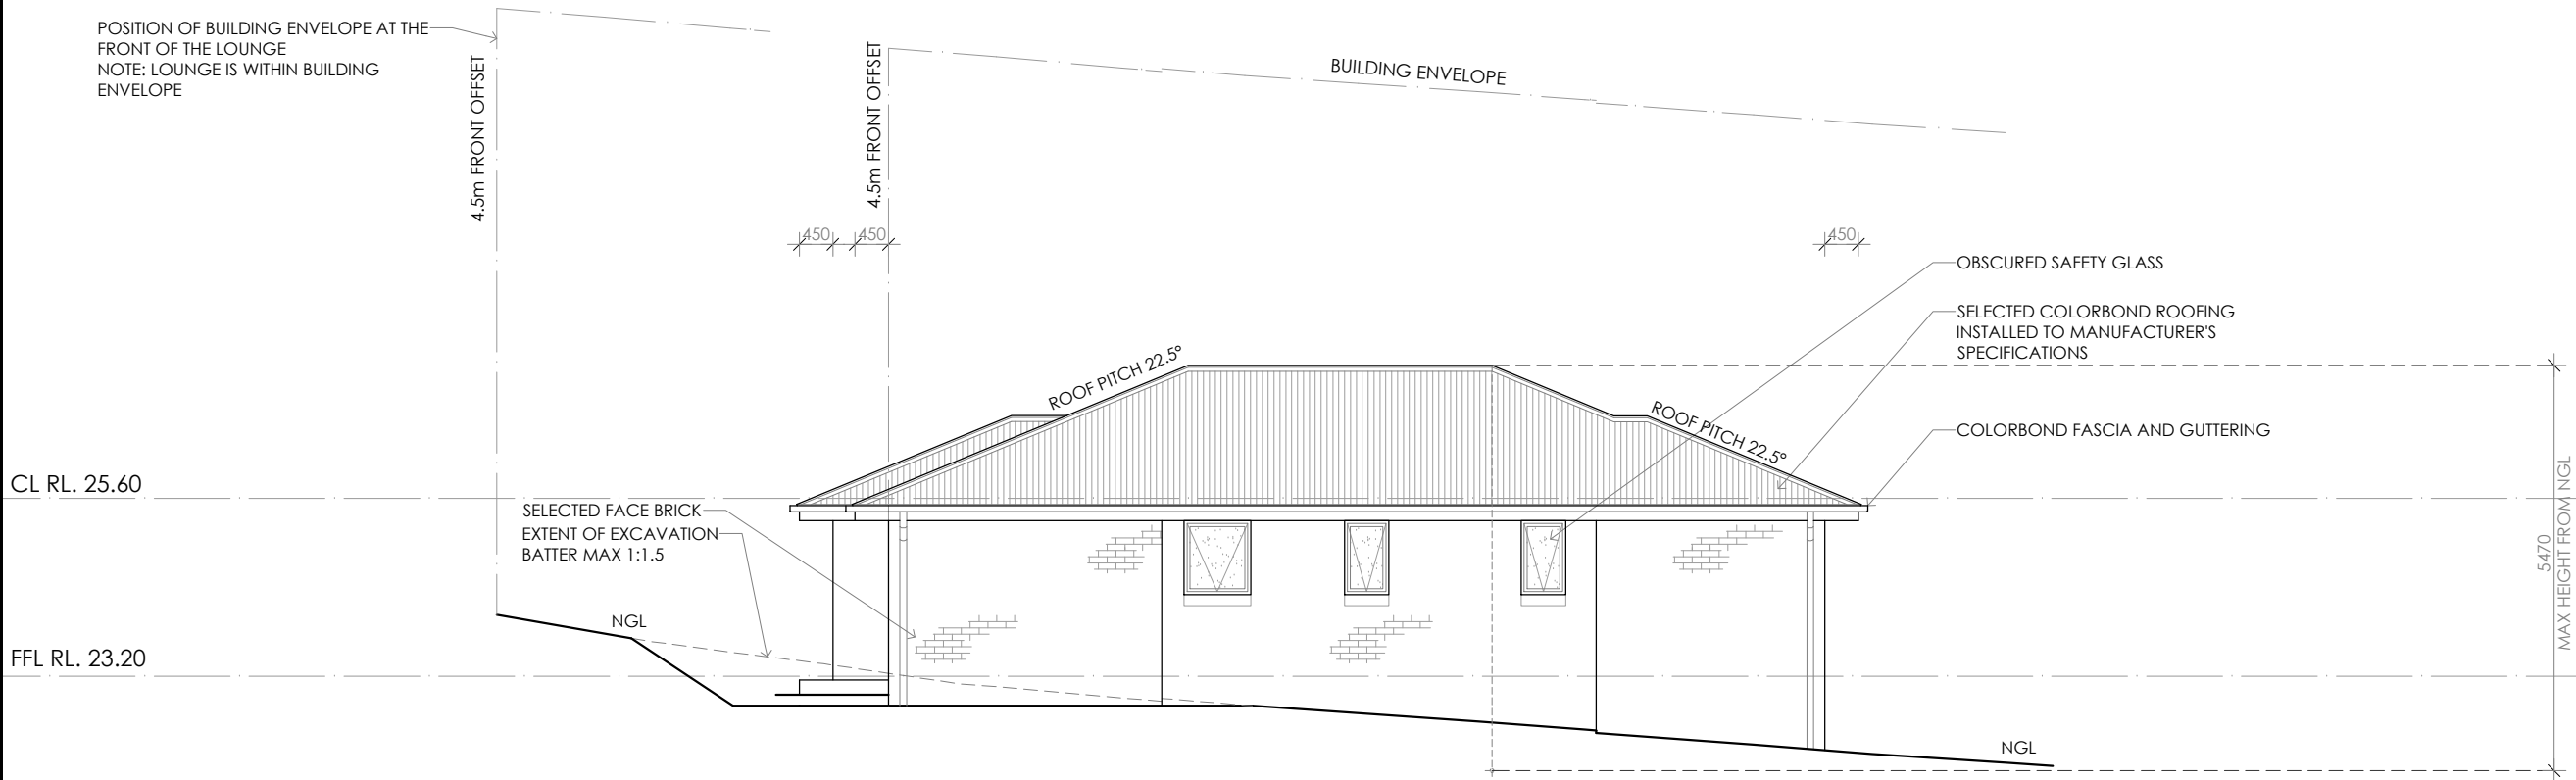 POSITION OF BUILDING ENVELOPE AT THE
FRONT OF THE LOUNGE
NOTE: LOUNGE IS WITHIN BUILDING
ENVELOPE
4.5m FRONT OFFSET
4.5m FRONT OFFSET
BUILDING ENVELOPE
450
450
450
OBSCURED SAFETY GLASS
SELECTED COLORBOND ROOFING
INSTALLED TO MANUFACTURER'S
SPECIFICATIONS
ROOF PITCH 22.5°
ROOF PITCH 22.5°
COLORBOND FASCIA AND GUTTERING
CL RL. 25.60
SELECTED FACE BRICK
EXTENT OF EXCAVATION
BATTER MAX 1:1.5
5470
MAX HEIGHT FROM NGL
NGL
FFL RL. 23.20
NGL